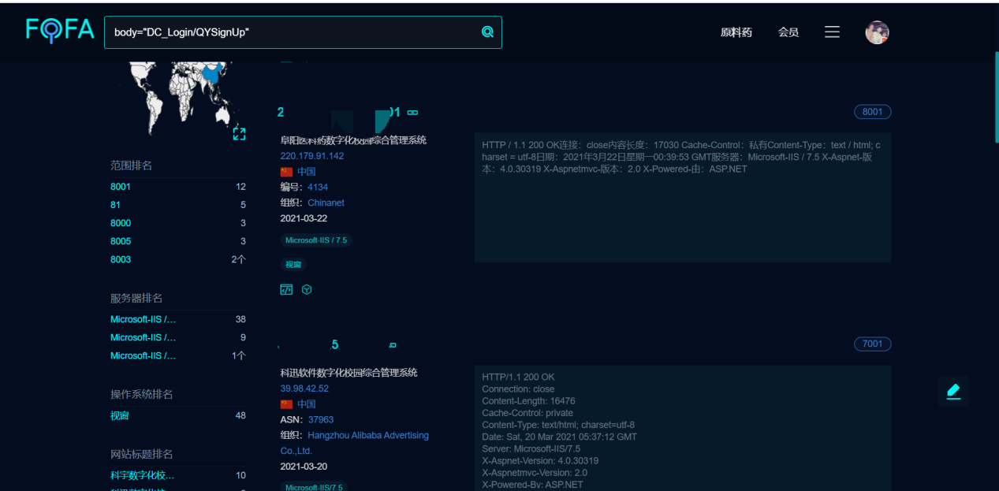 FOFA
body="DC_Login/QYSignUp"
原料药
会员
范围排名
8001 12
81 5
8000 3
8005 3
8003 2个
服务器排名
Microsoft-IIS /... 38
Microsoft-IIS /... 9
Microsoft-IIS /... 1个
操作系统排名
视窗 48
网站标题排名
科宇数字化校... 10
8001
阜阳医科药数字化校园综合管理系统
220.179.91.142
中国
编号：4134
组织：Chinanet
2021-03-22
Microsoft-IIS / 7.5
视窗
HTTP / 1.1 200 OK连接：close内容长度：17030 Cache-Control：私有Content-Type：text / html; c
harset = utf-8日期：2021年3月22日星期一00:39:53 GMT服务器：Microsoft-IIS / 7.5 X-Aspnet-版
本：4.0.30319 X-Aspnetmvc-版本：2.0 X-Powered-由：ASP.NET
7001
科迅软件数字化校园综合管理系统
39.98.42.52
中国
ASN：37963
组织：Hangzhou Alibaba Advertising
Co.,Ltd.
2021-03-20
Microsoft-IIS/7.5
HTTP/1.1 200 OK
Connection: close
Content-Length: 16476
Cache-Control: private
Content-Type: text/html; charset=utf-8
Date: Sat, 20 Mar 2021 05:37:12 GMT
Server: Microsoft-IIS/7.5
X-Aspnet-Version: 4.0.30319
X-Aspnetmvc-Version: 2.0
X-Powered-By: ASP.NET